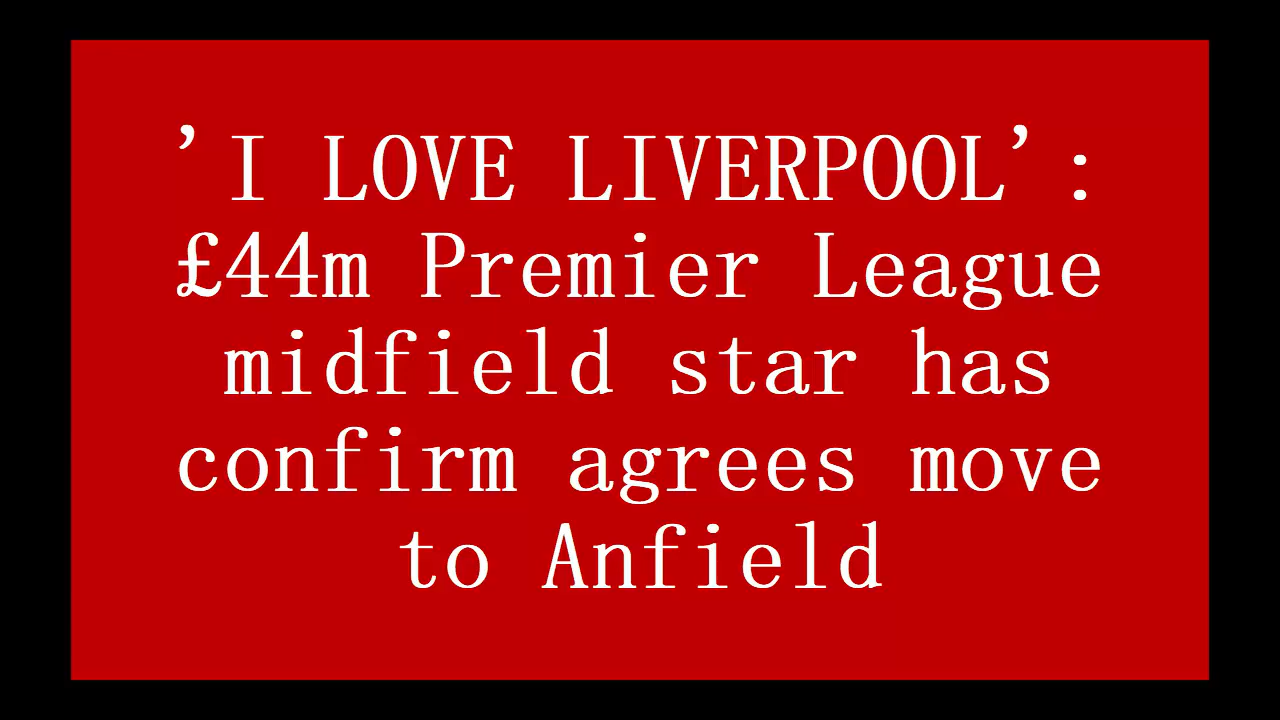 ’I LOVE LIVERPOOL’:
£44m Premier League
midfield star has
confirm agrees move
to Anfield